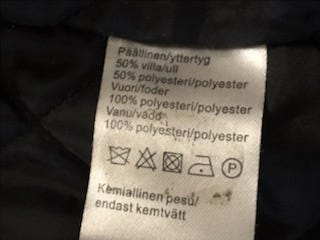 Päällinen/yttertyg
50% villa/ull
50% polyesteri/polyester
Vuori/foder
100% polyesteri/polyester
Vanu/vadd
100% polyesteri/polyester
P
Kemiallinen pesu/
endast kemtvätt